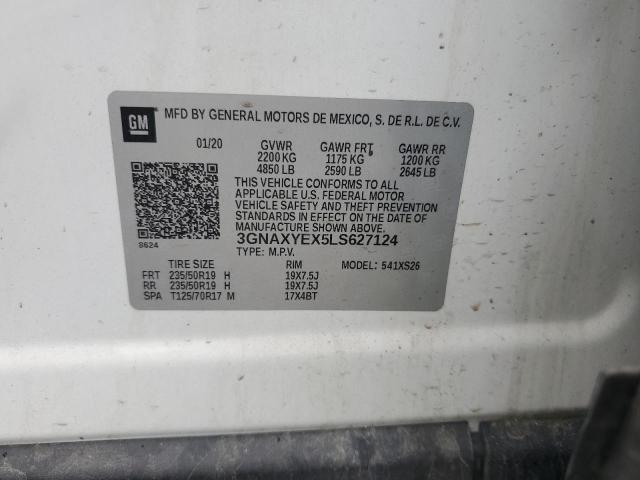 GM
MFD BY GENERAL MOTORS DE MEXICO, S. DE R.L. DE C.V.
01/20 GVWR GAWR FRT GAWR RR
2200 KG 1175 KG 1200 KG
4850 LB 2590 LB 2645 LB
THIS VEHICLE CONFORMS TO ALL
APPLICABLE U.S. FEDERAL MOTOR
VEHICLE SAFETY AND THEFT PREVENTION
STANDARDS IN EFFECT ON THE DATE OF
MANUFACTURE SHOWN ABOVE.
3GNAXYEX5LS627124
TYPE: M.P.V.
8624
TIRE SIZE RIM MODEL: 541XS26
FRT 235/50R19 H 19X7.5J
RR 235/50R19 H 19X7.5J
SPA T125/70R17 M 17X4BT